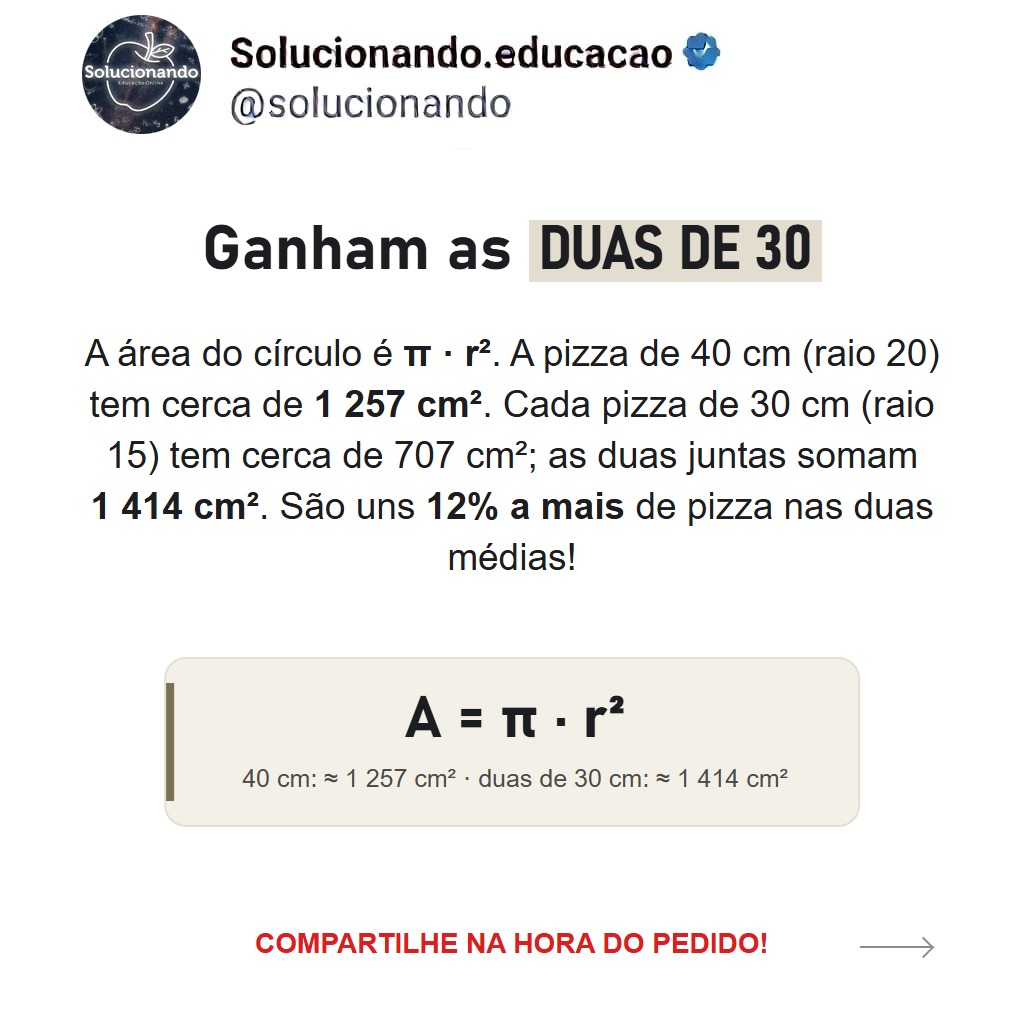 Solucionando
Educação Online
Solucionando.educacao
@solucionando
Ganham as DUAS DE 30
A área do círculo é π · r². A pizza de 40 cm (raio 20)
tem cerca de 1 257 cm². Cada pizza de 30 cm (raio
15) tem cerca de 707 cm²; as duas juntas somam
1 414 cm². São uns 12% a mais de pizza nas duas
médias!
A = π · r²
40 cm: ≈ 1 257 cm² · duas de 30 cm: ≈ 1 414 cm²
COMPARTILHE NA HORA DO PEDIDO!